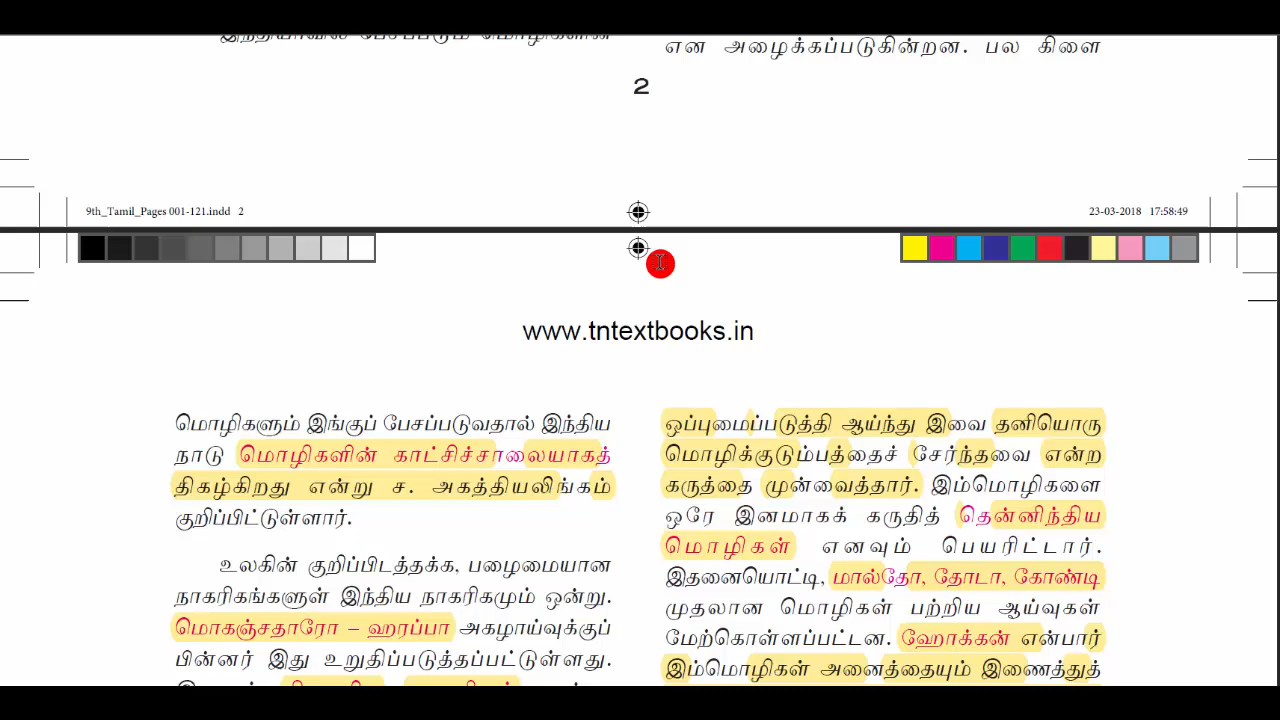 இந்தியாவில் பேசப்படும் மொழிகளின்
என அழைக்கப்படுகின்றன. பல கிளை
2
9th_Tamil_Pages 001-121.indd 2
23-03-2018 17:58:49
www.tntextbooks.in
மொழிகளும் இங்குப் பேசப்படுவதால் இந்திய
நாடு மொழிகளின் காட்சிச்சாலையாகத்
திகழ்கிறது என்று ச. அகத்தியலிங்கம்
குறிப்பிட்டுள்ளார்.
உலகின் குறிப்பிடத்தக்க, பழைமையான
நாகரிகங்களுள் இந்திய நாகரிகமும் ஒன்று.
மொகஞ்சதாரோ – ஹரப்பா அகழாய்வுக்குப்
பின்னர் இது உறுதிப்படுத்தப்பட்டுள்ளது.
ஒப்புமைப்படுத்தி ஆய்ந்து இவை தனியொரு
மொழிக்குடும்பத்தைச் சேர்ந்தவை என்ற
கருத்தை முன்வைத்தார். இம்மொழிகளை
ஒரே இனமாகக் கருதித் தென்னிந்திய
மொழிகள் எனவும் பெயரிட்டார்.
இதனையொட்டி, மால்தோ, தோடா, கோண்டி
முதலான மொழிகள் பற்றிய ஆய்வுகள்
மேற்கொள்ளப்பட்டன. ஹோக்கன் என்பார்
இம்மொழிகள் அனைத்தையும் இணைத்துத்